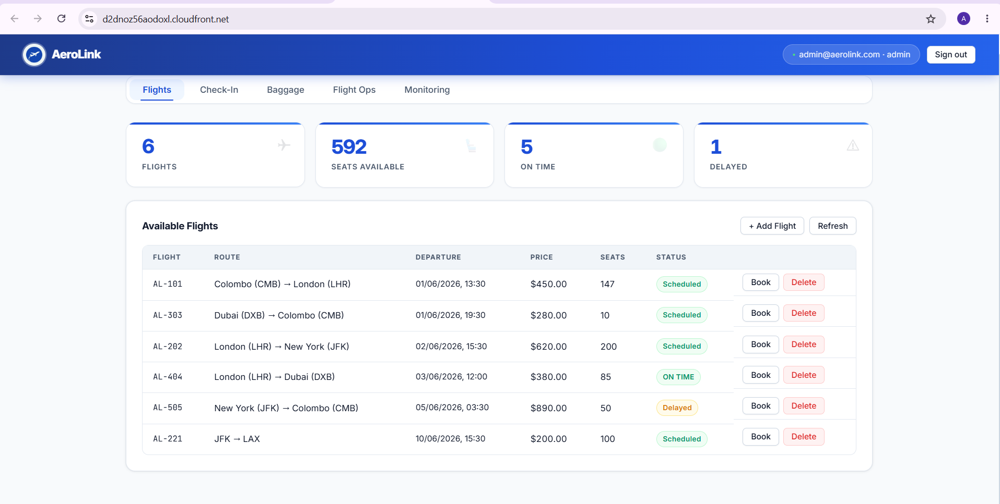 d2dnoz56aodoxl.cloudfront.net
A
AeroLink
admin@aerolink.com · admin
Sign out
Flights Check-In Baggage Flight Ops Monitoring
6 592 5 1
FLIGHTS SEATS AVAILABLE ON TIME DELAYED
Available Flights
+ Add Flight Refresh
FLIGHT ROUTE DEPARTURE PRICE SEATS STATUS
AL-101 Colombo (CMB) → London (LHR) 01/06/2026, 13:30 $450.00 147 Scheduled Book Delete
AL-303 Dubai (DXB) → Colombo (CMB) 01/06/2026, 19:30 $280.00 10 Scheduled Book Delete
AL-202 London (LHR) → New York (JFK) 02/06/2026, 15:30 $620.00 200 Scheduled Book Delete
AL-404 London (LHR) → Dubai (DXB) 03/06/2026, 12:00 $380.00 85 ON TIME Book Delete
AL-505 New York (JFK) → Colombo (CMB) 05/06/2026, 03:30 $890.00 50 Delayed Book Delete
AL-221 JFK → LAX 10/06/2026, 15:30 $200.00 100 Scheduled Book Delete